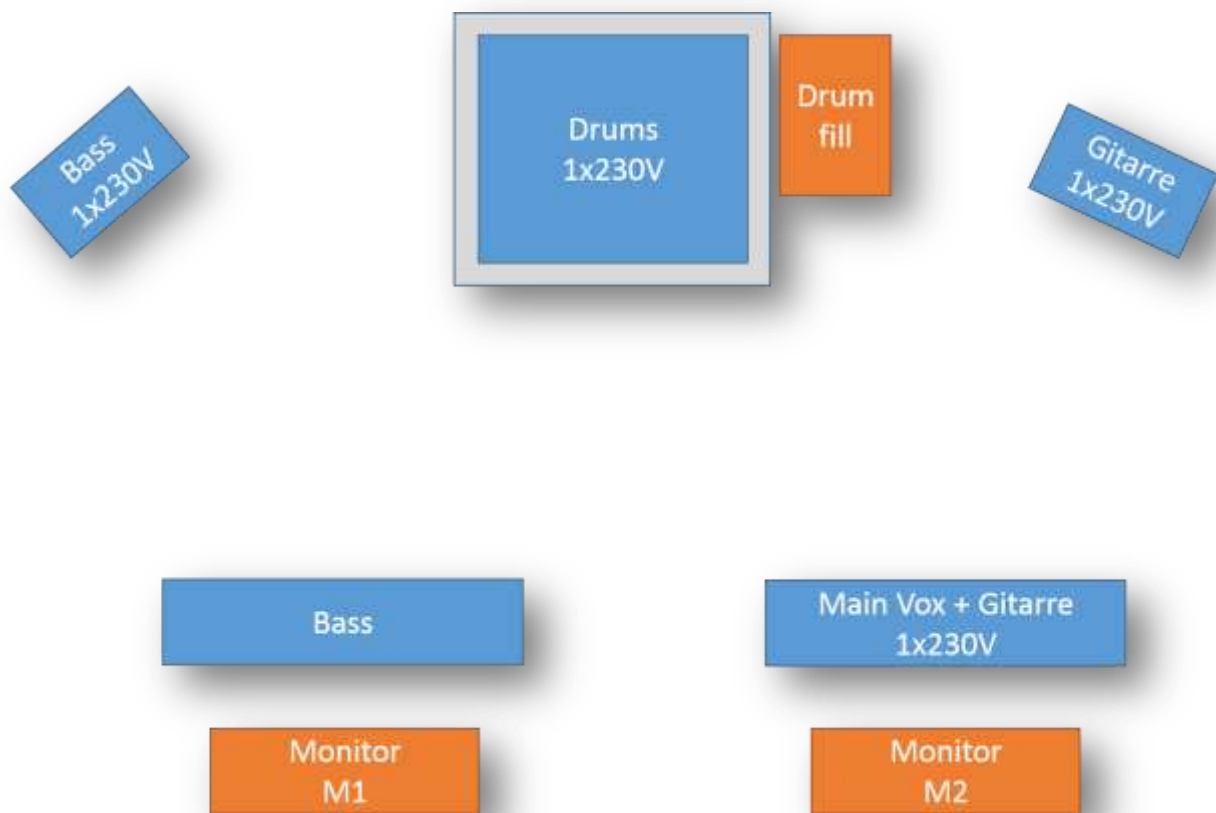 Drums
1x230V
Drum
fill
Bass
1x230V
Gitarre
1x230V
Bass
Main Vox + Gitarre
1x230V
Monitor
M1
Monitor
M2